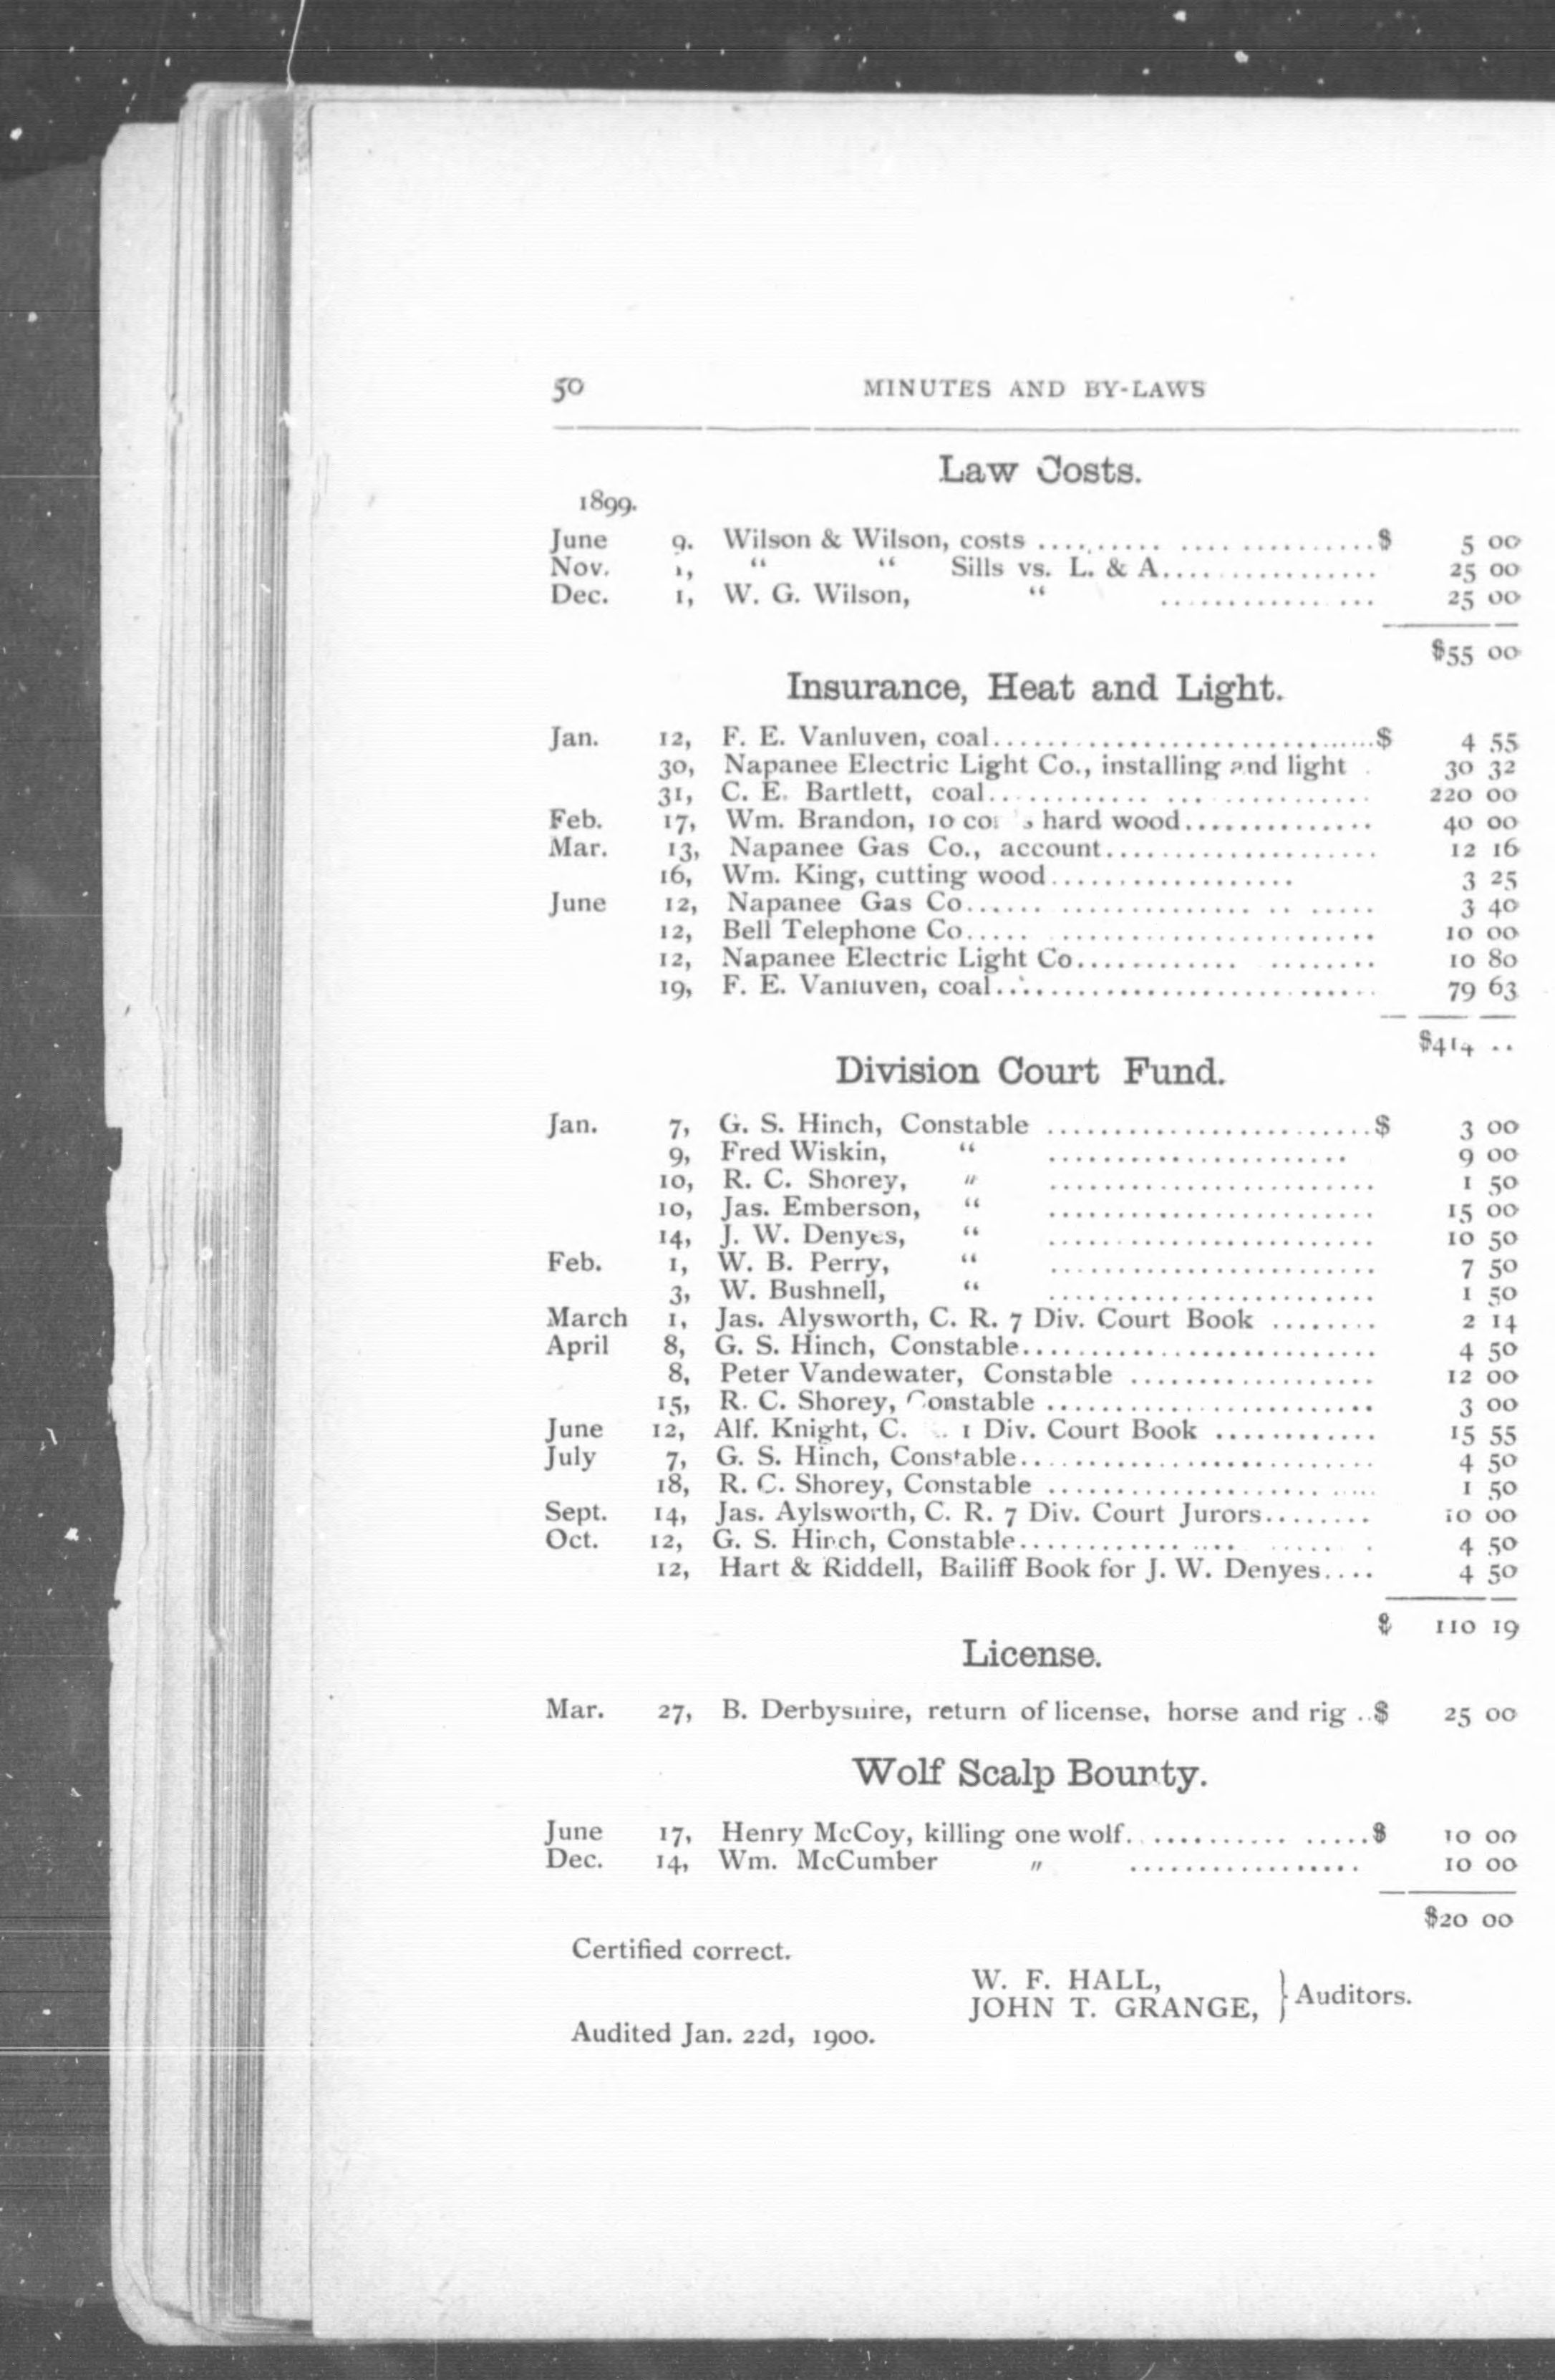 50 MINUTES AND BY-LAWS
Law Costs.
1899.
June 9. Wilson & Wilson, costs .... $ 5 00
Nov. 1, “ “ Sills vs. L. & A.... 25 00
Dec. 1, W. G. Wilson, “ .... 25 00
$55 00
Insurance, Heat and Light.
Jan. 12, F. E. Vanluven, coal.... $ 4 55
30, Napanee Electric Light Co., installing and light 30 32
31, C. E. Bartlett, coal.... 220 00
Feb. 17, Wm. Brandon, 10 hard wood.... 40 00
Mar. 13, Napanee Gas Co., account.... 12 16
16, Wm. King, cutting wood.... 3 25
June 12, Napanee Gas Co.... 3 40
12, Bell Telephone Co.... 10 00
12, Napanee Electric Light Co.... 10 80
19, F. E. Vanluven, coal.... 79 63
$414
Division Court Fund.
Jan. 7, G. S. Hinch, Constable .... $ 3 00
9, Fred Wiskin, “ .... 9 00
10, R. C. Shorey, " .... 1 50
10, Jas. Emberson, “ .... 15 00
14, J. W. Denyes, “ .... 10 50
Feb. 1, W. B. Perry, “ .... 7 50
3, W. Bushnell, “ .... 1 50
March 1, Jas. Alysworth, C. R. 7 Div. Court Book .... 2 14
April 8, G. S. Hinch, Constable.... 4 50
8, Peter Vandewater, Constable .... 12 00
15, R. C. Shorey, Constable .... 3 00
June 12, Alf. Knight, C. 1 Div. Court Book .... 15 55
July 7, G. S. Hinch, Constable.... 4 50
18, R. C. Shorey, Constable .... 1 50
Sept. 14, Jas. Aylsworth, C. R. 7 Div. Court Jurors.... 10 00
Oct. 12, G. S. Hinch, Constable.... 4 50
12, Hart & Riddell, Bailiff Book for J. W. Denyes.... 4 50
$ 110 19
License.
Mar. 27, B. Derbyshire, return of license, horse and rig ..$ 25 00
Wolf Scalp Bounty.
June 17, Henry McCoy, killing one wolf.... $ 10 00
Dec. 14, Wm. McCumber " .... 10 00
$20 00
Certified correct.
W. F. HALL,
JOHN T. GRANGE, } Auditors.
Audited Jan. 22d, 1900.